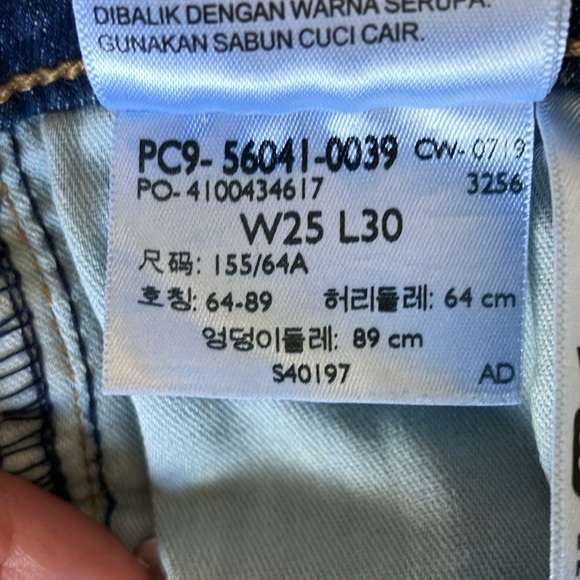 DIBALIK DENGAN WARNA SERUPA.
GUNAKAN SABUN CUCI CAIR.
PC9- 56041-0039 CW- 0719
PO- 4100434617 3256
W25 L30
尺码: 155/64A
호칭: 64-89 허리둘레: 64 cm
엉덩이둘레: 89 cm
S40197 AD